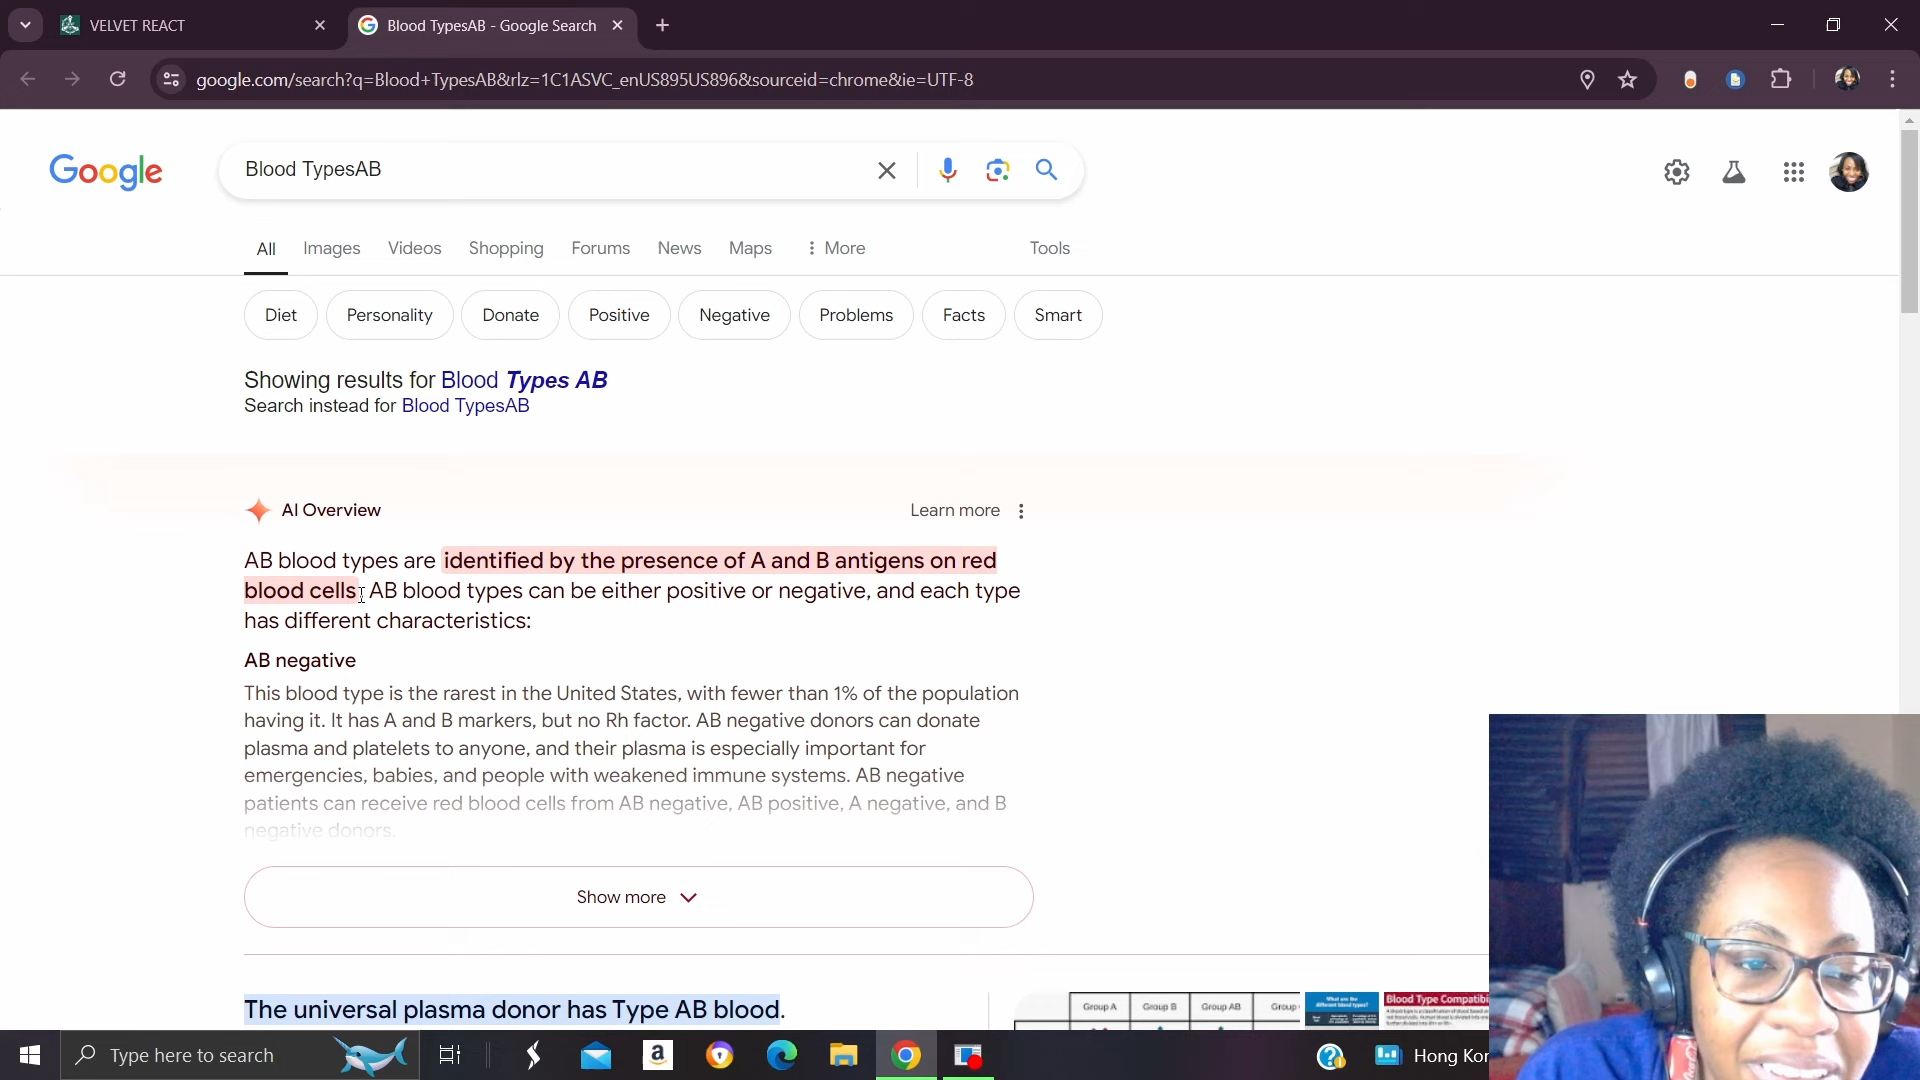 VELVET REACT
Blood TypesAB - Google Search
google.com/search?q=Blood+TypesAB&rlz=1C1ASVC_enUS895US896&sourceid=chrome&ie=UTF-8
Google
Blood TypesAB
All Images Videos Shopping Forums News Maps More Tools
Diet Personality Donate Positive Negative Problems Facts Smart
Showing results for Blood Types AB
Search instead for Blood TypesAB
AI Overview Learn more
AB blood types are identified by the presence of A and B antigens on red
blood cells. AB blood types can be either positive or negative, and each type
has different characteristics:
AB negative
This blood type is the rarest in the United States, with fewer than 1% of the population
having it. It has A and B markers, but no Rh factor. AB negative donors can donate
plasma and platelets to anyone, and their plasma is especially important for
emergencies, babies, and people with weakened immune systems. AB negative
patients can receive red blood cells from AB negative, AB positive, A negative, and B
negative donors.
Show more
The universal plasma donor has Type AB blood.
Group A Group B Group AB Group
What are the
different blood types?
Blood Type Compatibi
Type here to search
a
Hong Kor